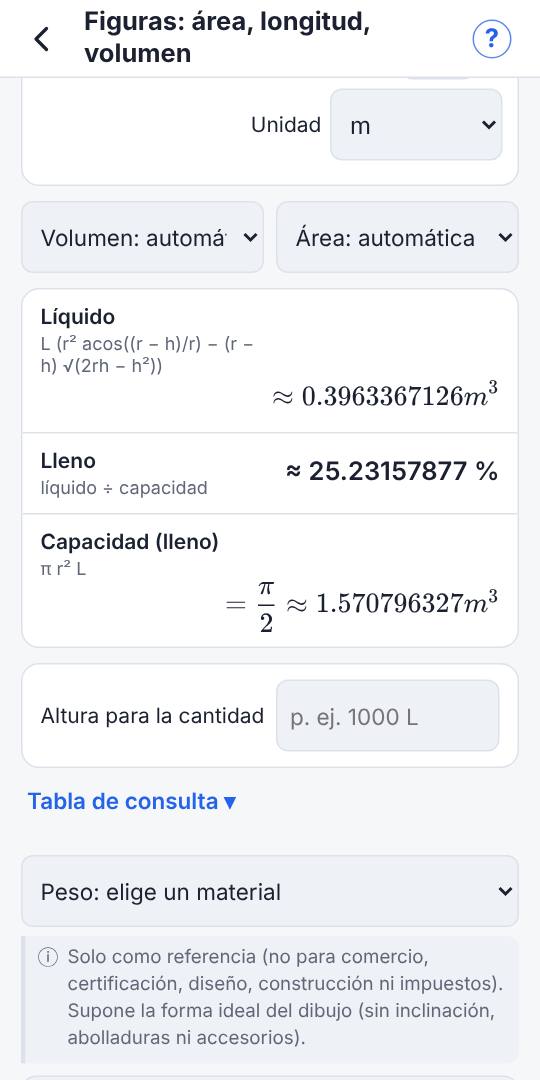 Figuras: área, longitud,
volumen
?
Unidad
m
Volumen: automá
Área: automática
Líquido
L (r² acos((r − h)/r) − (r −
h) √(2rh − h²))
≈ 0.3963367126m³
Lleno
≈ 25.23157877 %
líquido ÷ capacidad
Capacidad (lleno)
π r² L
= π/2 ≈ 1.570796327m³
Altura para la cantidad
p. ej. 1000 L
Tabla de consulta ▾
Peso: elige un material
ⓘ Solo como referencia (no para comercio,
certificación, diseño, construcción ni impuestos).
Supone la forma ideal del dibujo (sin inclinación,
abolladuras ni accesorios).